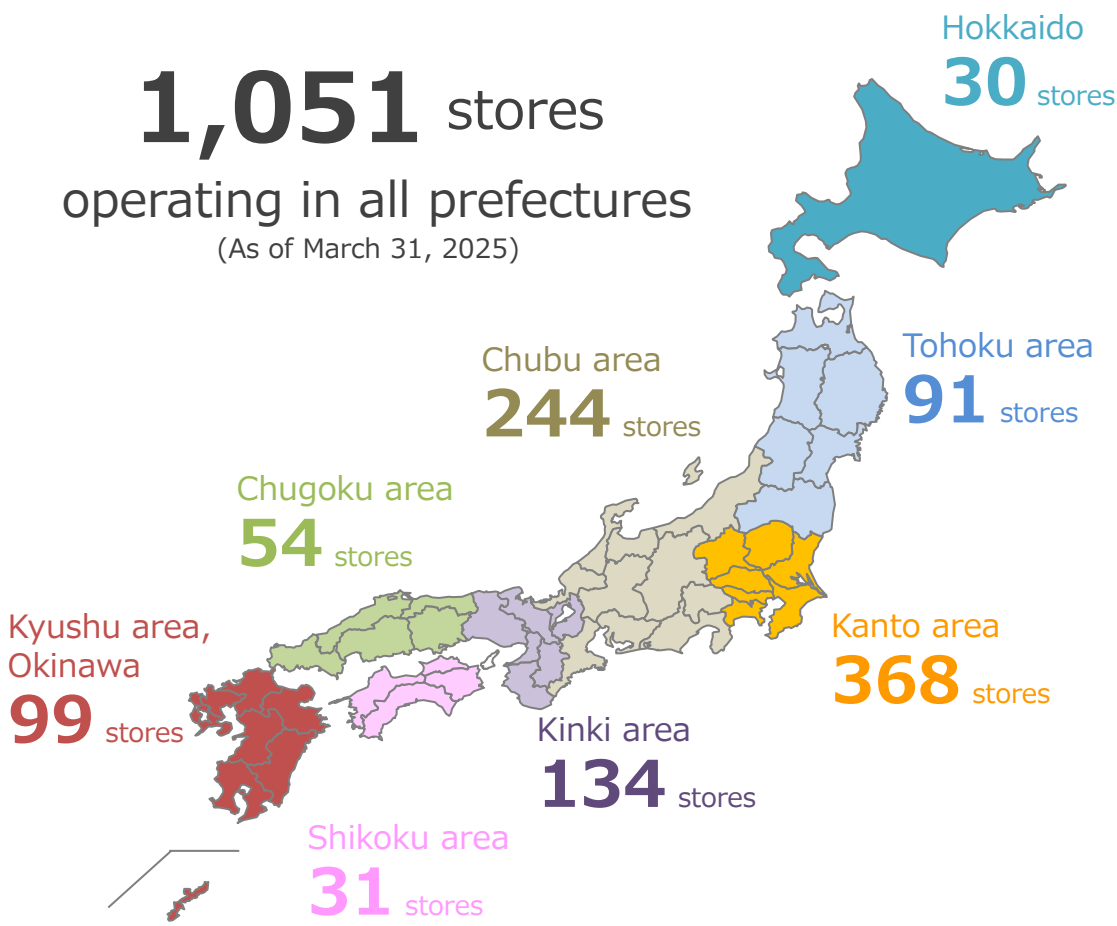 1,051 stores
operating in all prefectures
(As of March 31, 2025)
Hokkaido
30 stores
Tohoku area
91 stores
Chubu area
244 stores
Chugoku area
54 stores
Kyushu area,
Okinawa
99 stores
Kanto area
368 stores
Kinki area
134 stores
Shikoku area
31 stores